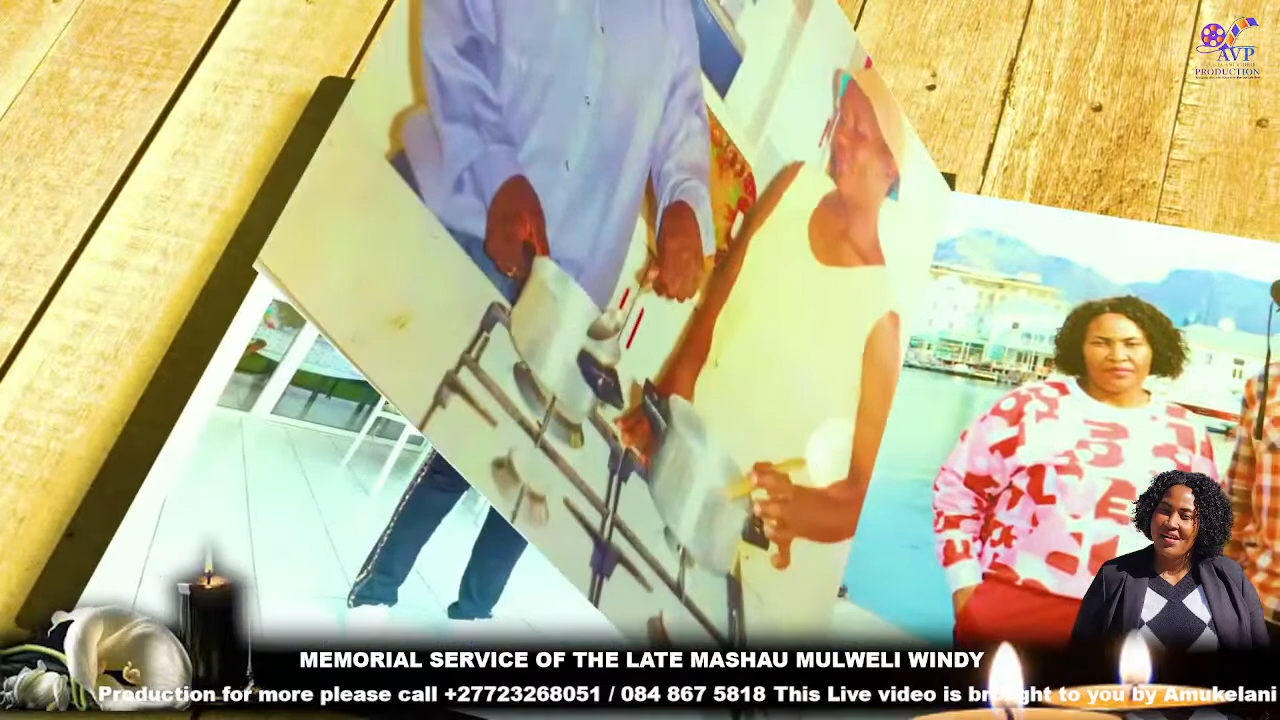 AVP
PRODUCTION
MEMORIAL SERVICE OF THE LATE MASHAU MULWELI WINDY
Production for more please call +27723268051 / 084 867 5818 This Live video is brought to you by Amukelani